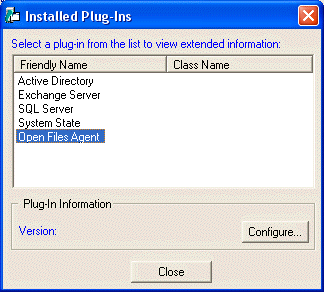 Installed Plug-Ins
Select a plug-in from the list to view extended information:
Friendly Name Class Name
Active Directory
Exchange Server
SQL Server
System State
Open Files Agent
Plug-In Information
Version:
Configure...
Close